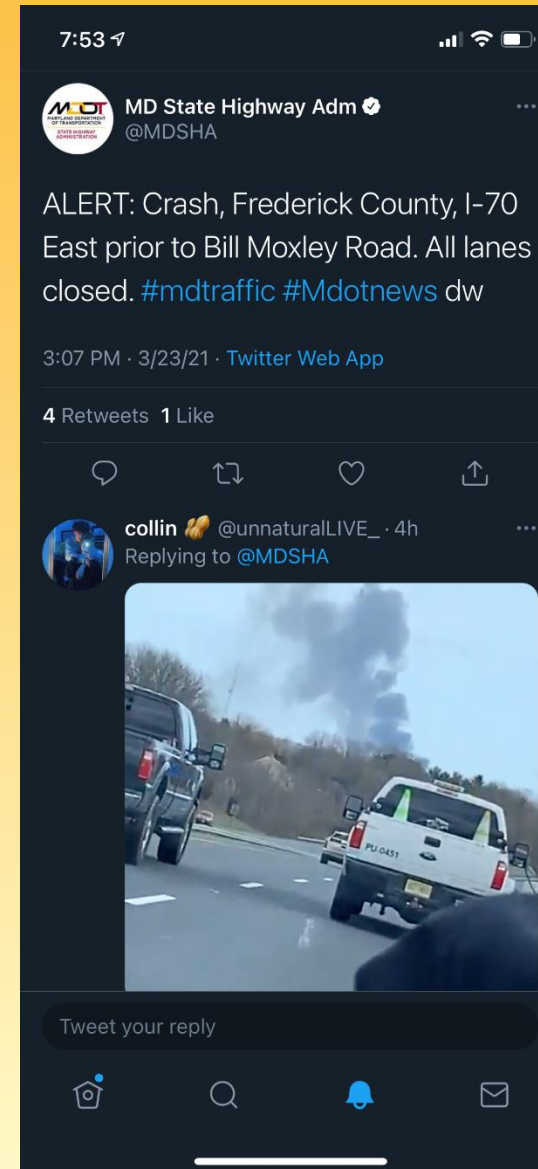 7:53
MDOT
MARYLAND DEPARTMENT
OF TRANSPORTATION
STATE HIGHWAY
ADMINISTRATION
MD State Highway Adm
@MDSHA
ALERT: Crash, Frederick County, I-70
East prior to Bill Moxley Road. All lanes
closed. #mdtraffic #Mdotnews dw
3:07 PM · 3/23/21 · Twitter Web App
4 Retweets 1 Like
collin 🥜 @unnaturalLIVE_ · 4h
Replying to @MDSHA
PU-0451
Tweet your reply